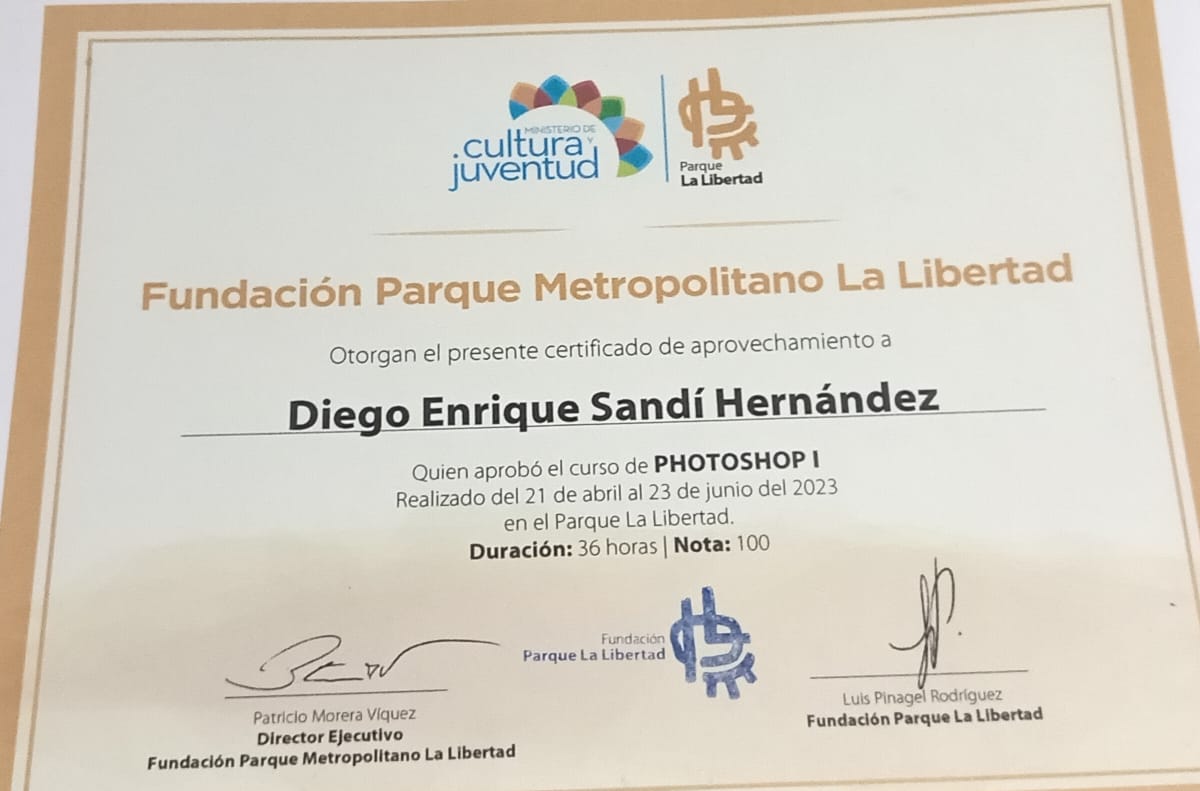 MINISTERIO DE
cultura y
juventud
Parque
La Libertad
Fundación Parque Metropolitano La Libertad
Otorgan el presente certificado de aprovechamiento a
Diego Enrique Sandí Hernández
Quien aprobó el curso de PHOTOSHOP I
Realizado del 21 de abril al 23 de junio del 2023
en el Parque La Libertad.
Duración: 36 horas | Nota: 100
Fundación
Parque La Libertad
Patricio Morera Víquez
Director Ejecutivo
Fundación Parque Metropolitano La Libertad
Luis Pinagel Rodríguez
Fundación Parque La Libertad